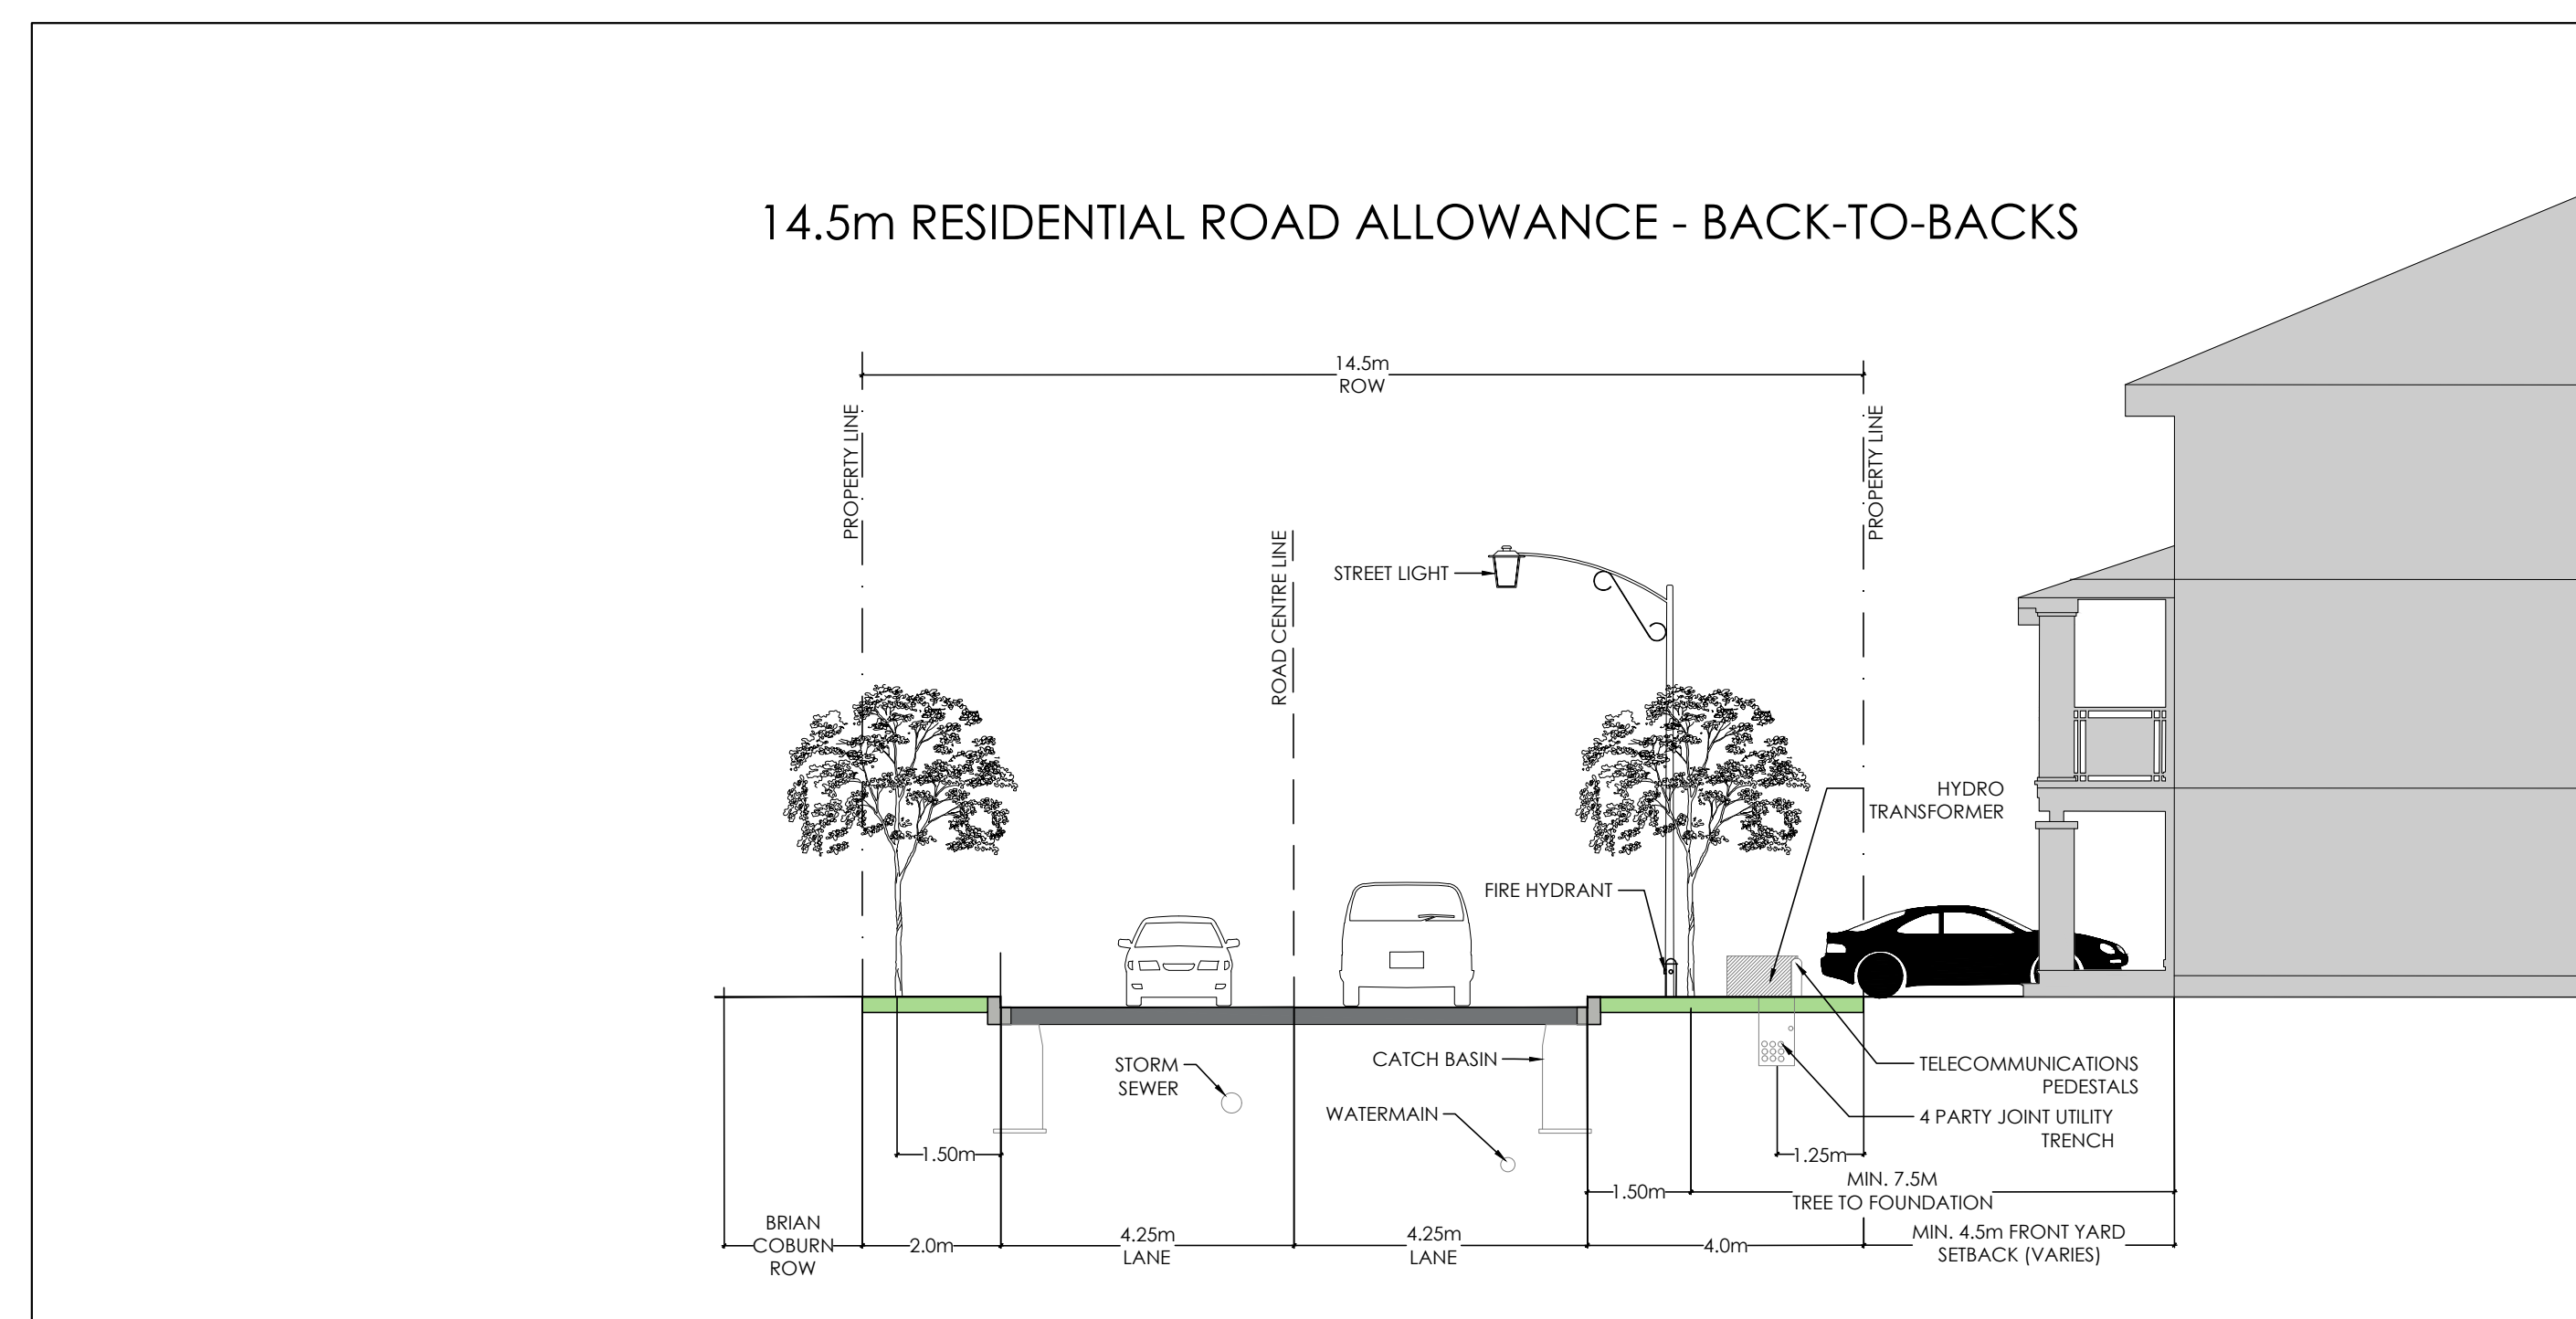 14.5m RESIDENTIAL ROAD ALLOWANCE - BACK-TO-BACKS
14.5m
ROW
PROPERTY LINE
PROPERTY LINE
ROAD CENTRE LINE
STREET LIGHT
HYDRO
TRANSFORMER
FIRE HYDRANT
STORM
SEWER
CATCH BASIN
WATERMAIN
TELECOMMUNICATIONS
PEDESTALS
4 PARTY JOINT UTILITY
TRENCH
1.50m
1.25m
1.50m
MIN. 7.5M
TREE TO FOUNDATION
BRIAN
COBURN
ROW
2.0m
4.25m
LANE
4.25m
LANE
4.0m
MIN. 4.5m FRONT YARD
SETBACK (VARIES)